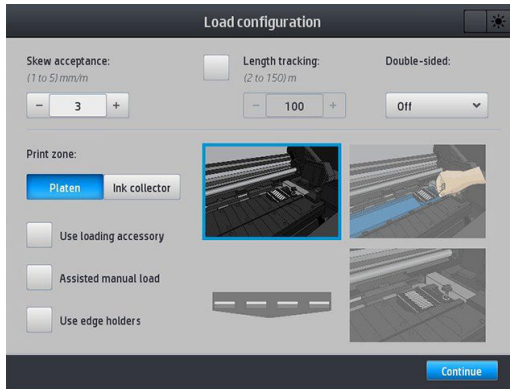 Load configuration
Skew acceptance:
(1 to 5) mm/m
- 3 +
Length tracking:
(2 to 150) m
- 100 +
Double-sided:
Off
Print zone:
Platen
Ink collector
Use loading accessory
Assisted manual load
Use edge holders
Continue